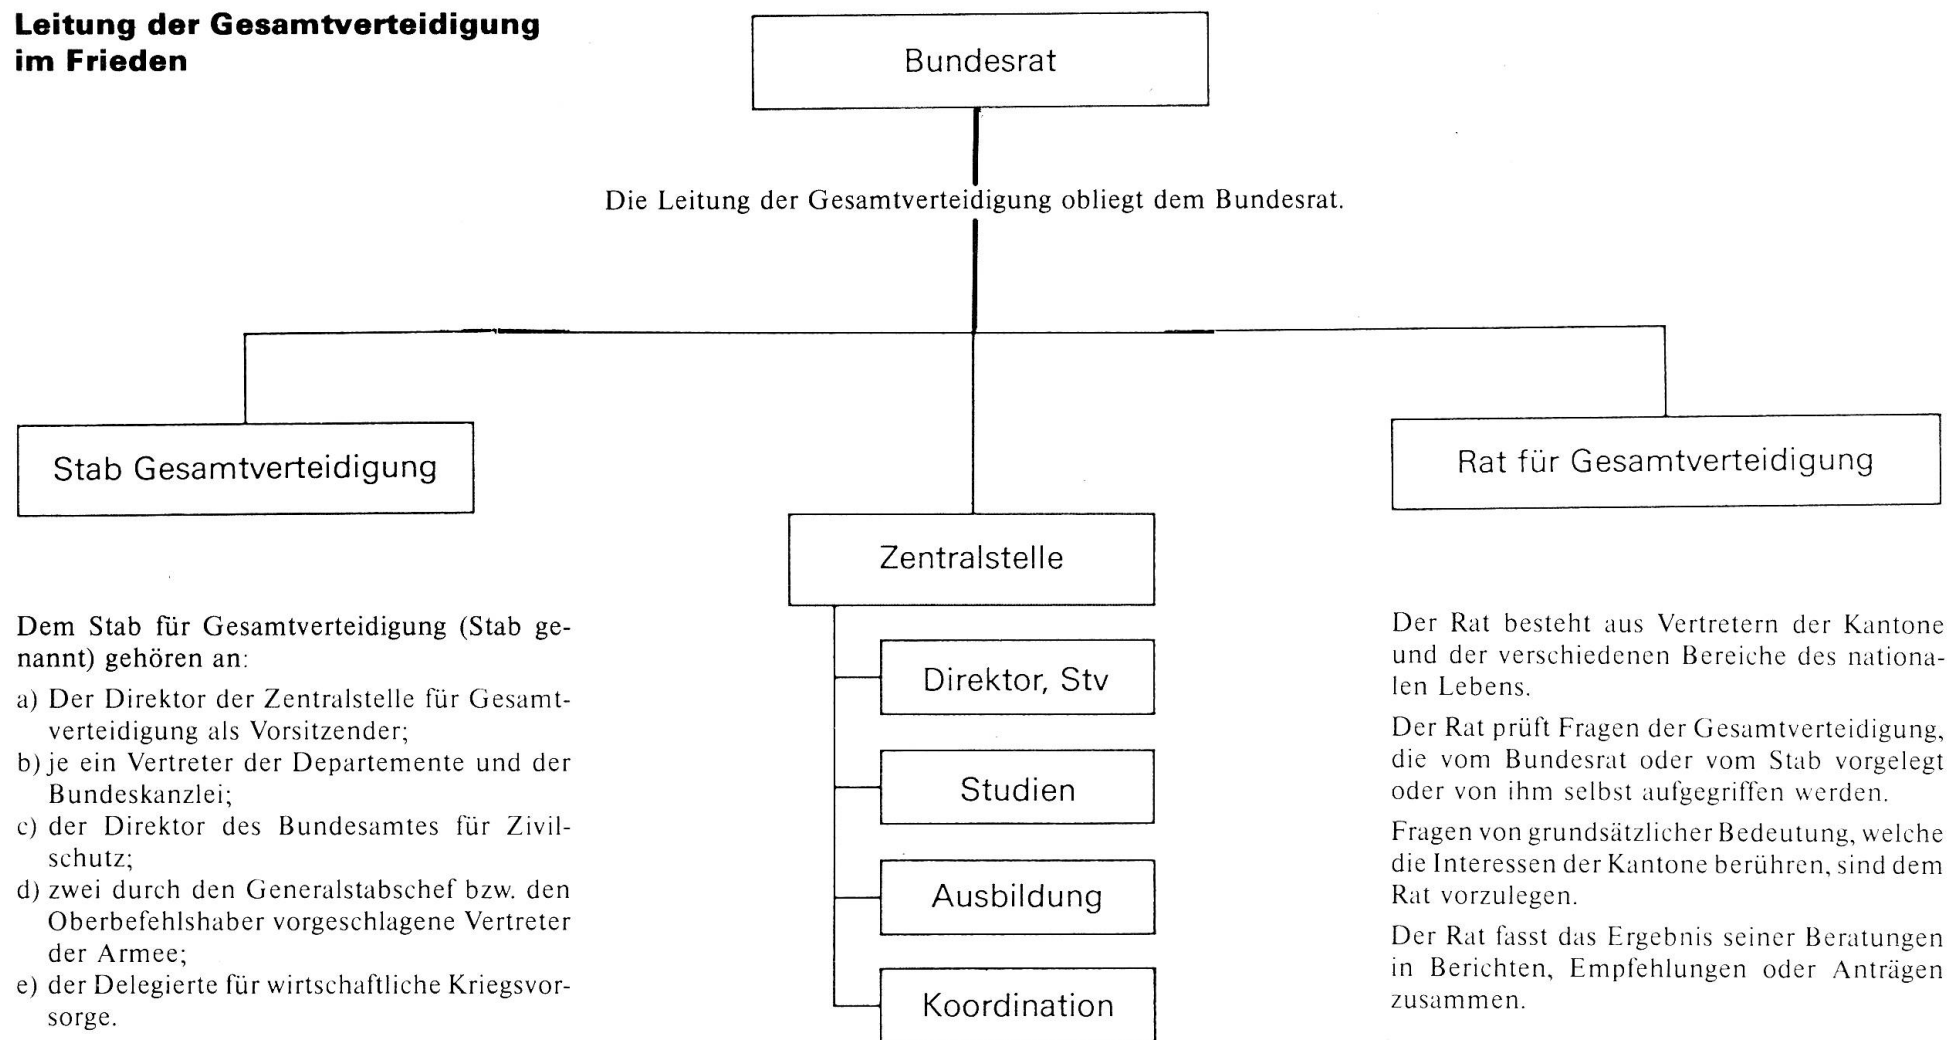 Leitung der Gesamtverteidigung
im Frieden
Bundesrat
Die Leitung der Gesamtverteidigung obliegt dem Bundesrat.
Stab Gesamtverteidigung
Rat für Gesamtverteidigung
Zentralstelle
Direktor, Stv
Studien
Ausbildung
Koordination
Dem Stab für Gesamtverteidigung (Stab ge-
nannt) gehören an:
a) Der Direktor der Zentralstelle für Gesamt-
verteidigung als Vorsitzender;
b) je ein Vertreter der Departemente und der
Bundeskanzlei;
c) der Direktor des Bundesamtes für Zivil-
schutz;
d) zwei durch den Generalstabschef bzw. den
Oberbefehlshaber vorgeschlagene Vertreter
der Armee;
e) der Delegierte für wirtschaftliche Kriegsvor-
sorge.
Der Rat besteht aus Vertretern der Kantone
und der verschiedenen Bereiche des nationa-
len Lebens.
Der Rat prüft Fragen der Gesamtverteidigung,
die vom Bundesrat oder vom Stab vorgelegt
oder von ihm selbst aufgegriffen werden.
Fragen von grundsätzlicher Bedeutung, welche
die Interessen der Kantone berühren, sind dem
Rat vorzulegen.
Der Rat fasst das Ergebnis seiner Beratungen
in Berichten, Empfehlungen oder Anträgen
zusammen.